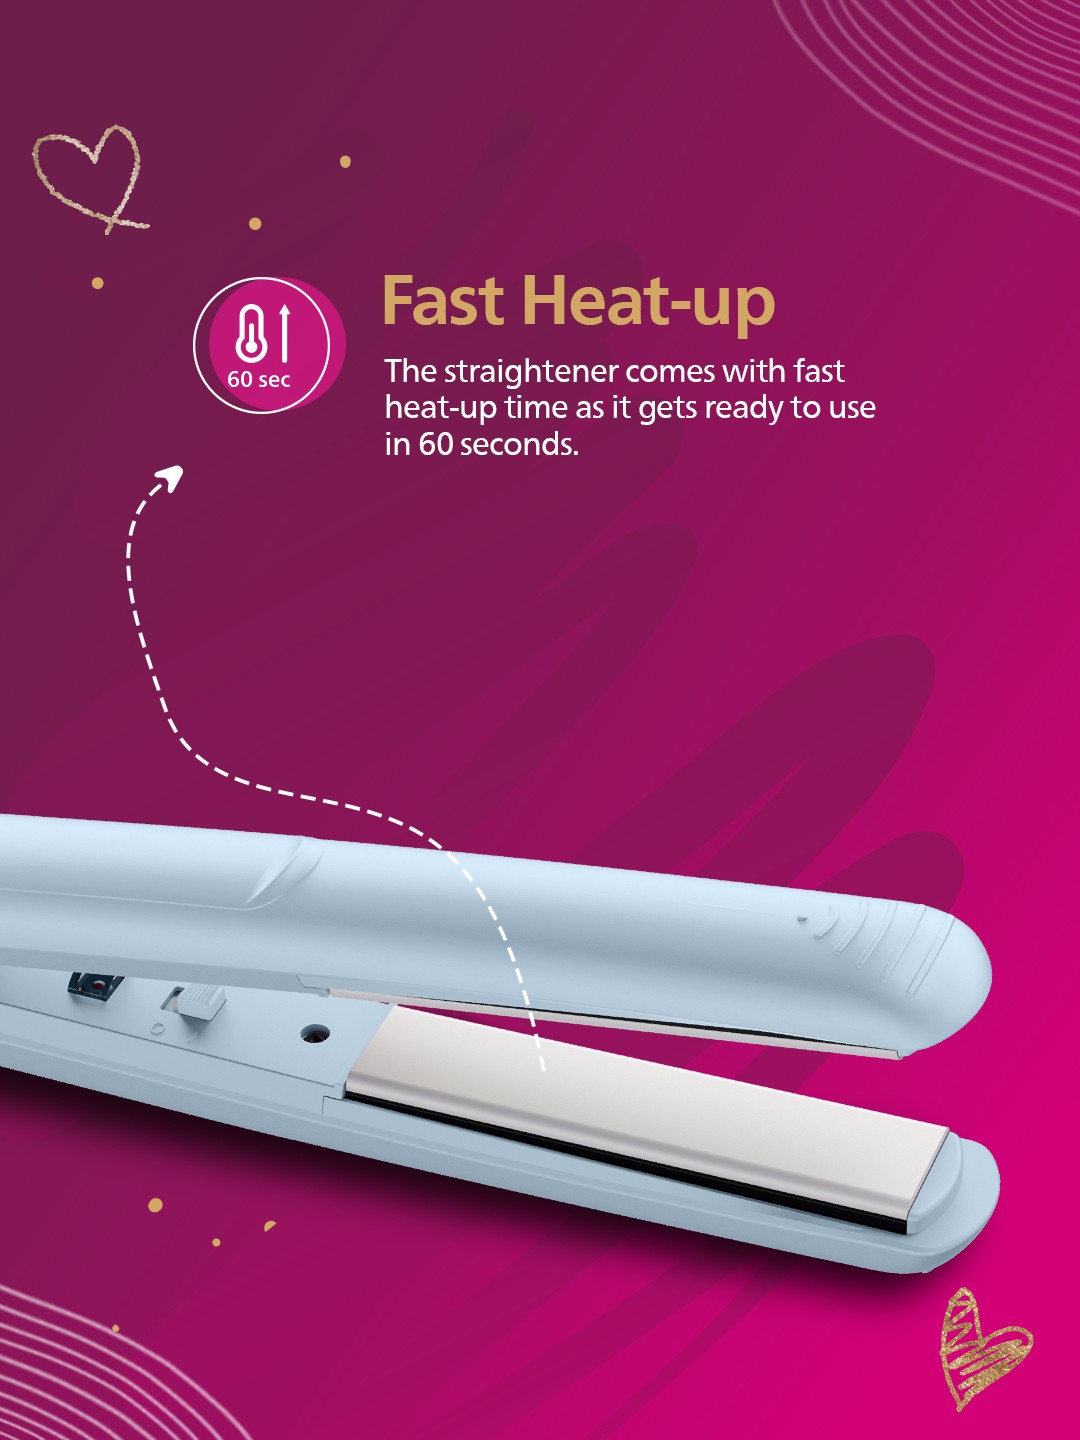 Fast Heat-up
60 sec
The straightener comes with fast
heat-up time as it gets ready to use
in 60 seconds.